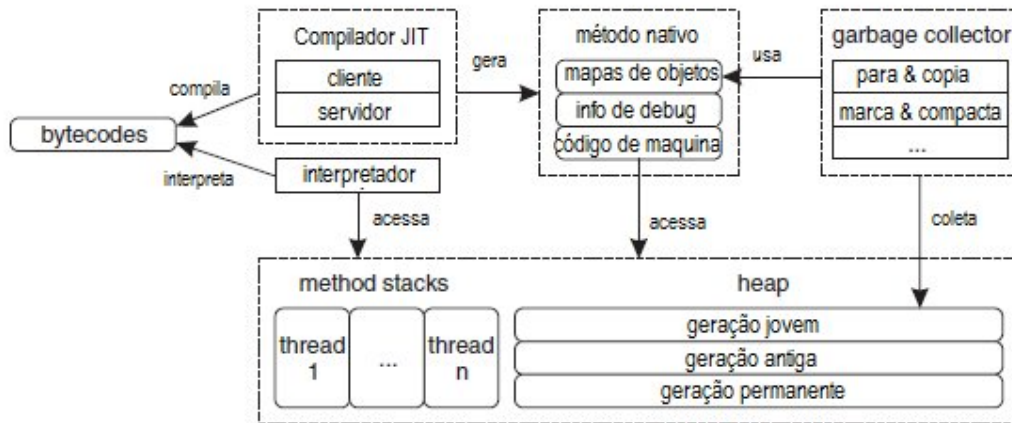 Compilador JIT
cliente
servidor
compila
bytecodes
interpreta
interpretador
acessa
gera
método nativo
mapas de objetos
info de debug
código de maquina
acessa
usa
garbage collector
para & copia
marca & compacta
...
coleta
method stacks
thread
1
...
thread
n
heap
geração jovem
geração antiga
geração permanente